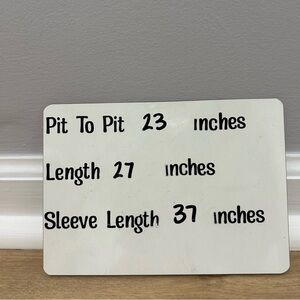 Pit To Pit 23 inches
Length 27 inches
Sleeve Length 37 inches